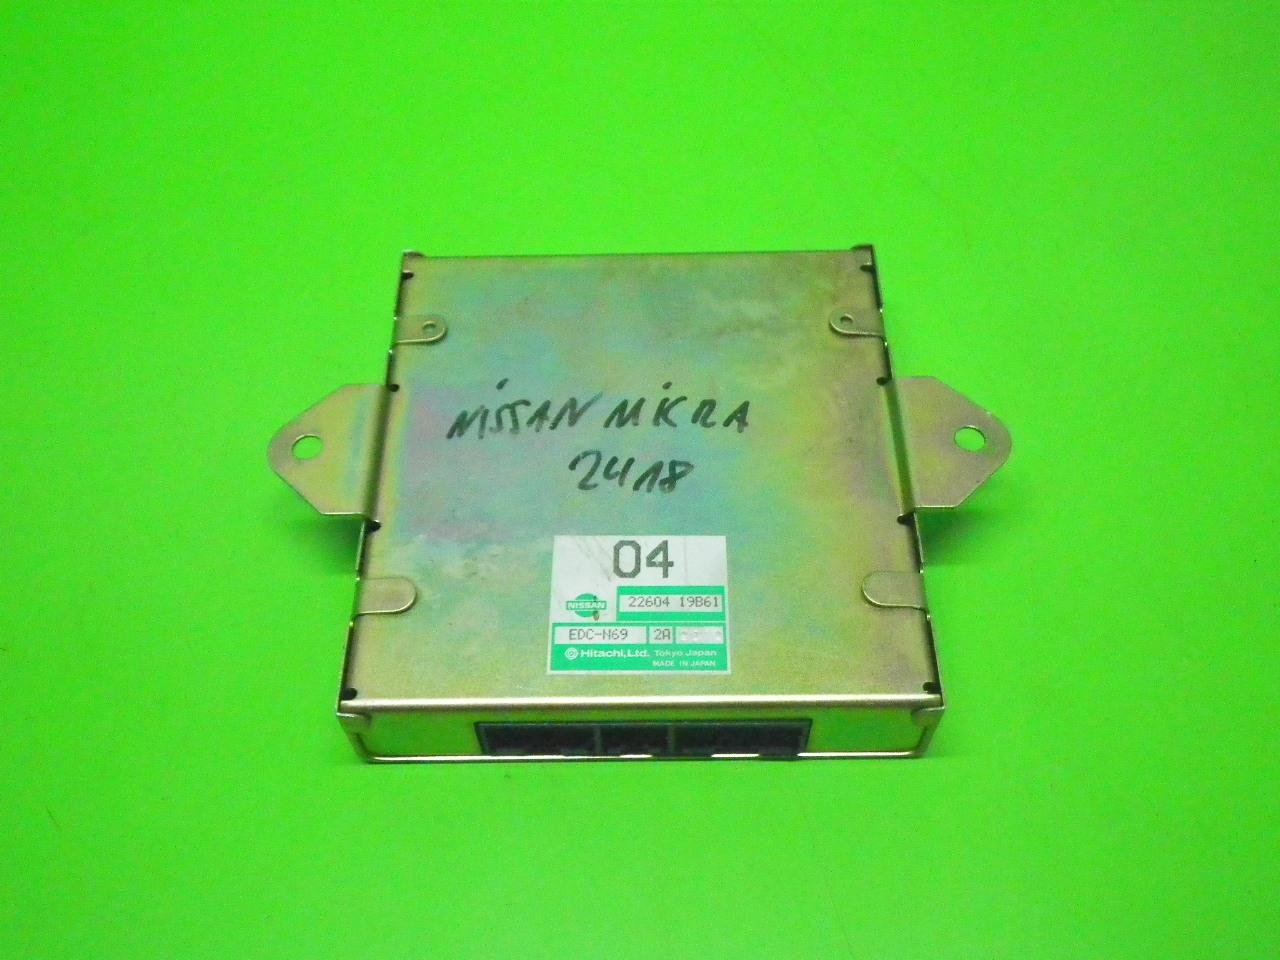 NISSAN MIKRA
2418
04
NISSAN 22604 19B61
EDC-N69 2A
Hitachi, Ltd. Tokyo Japan
MADE IN JAPAN